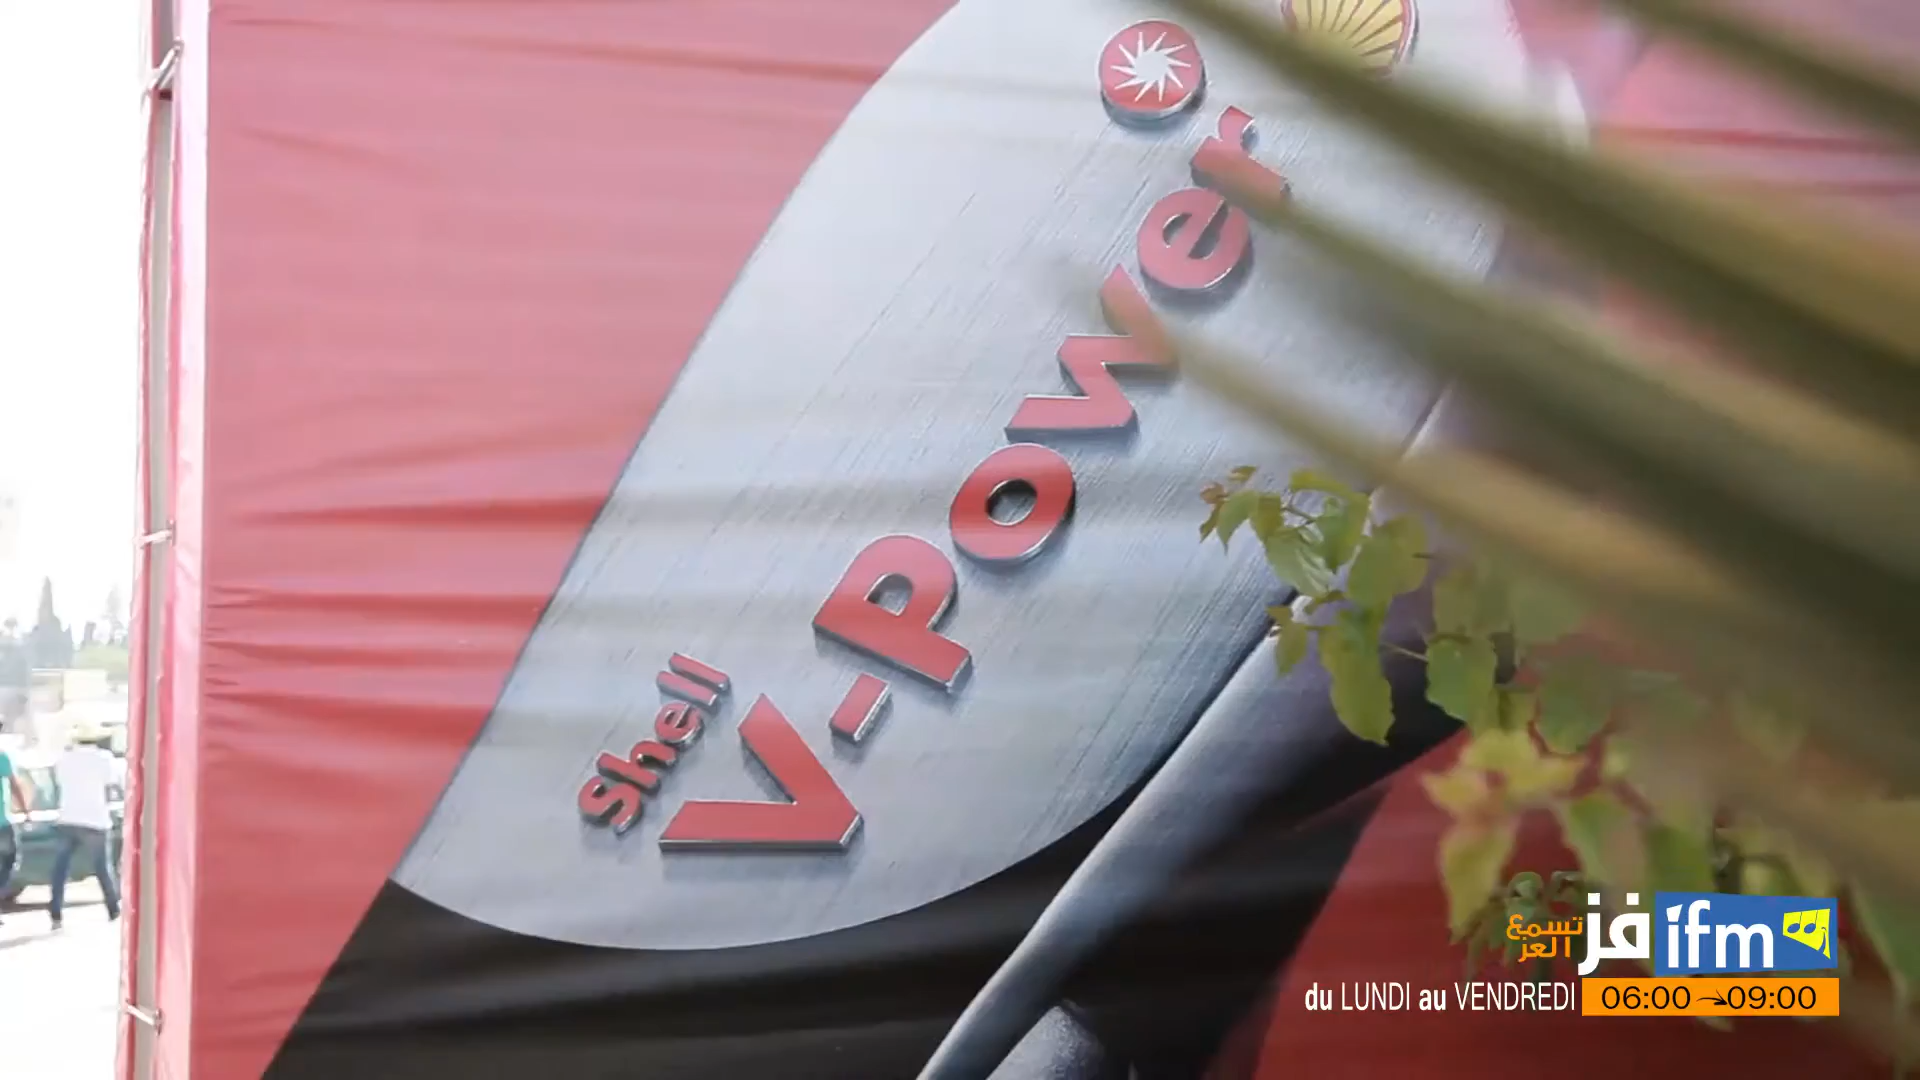 Shell
V-Power
فز ifm
تسمع
العز
du LUNDI au VENDREDI 06:00 → 09:00